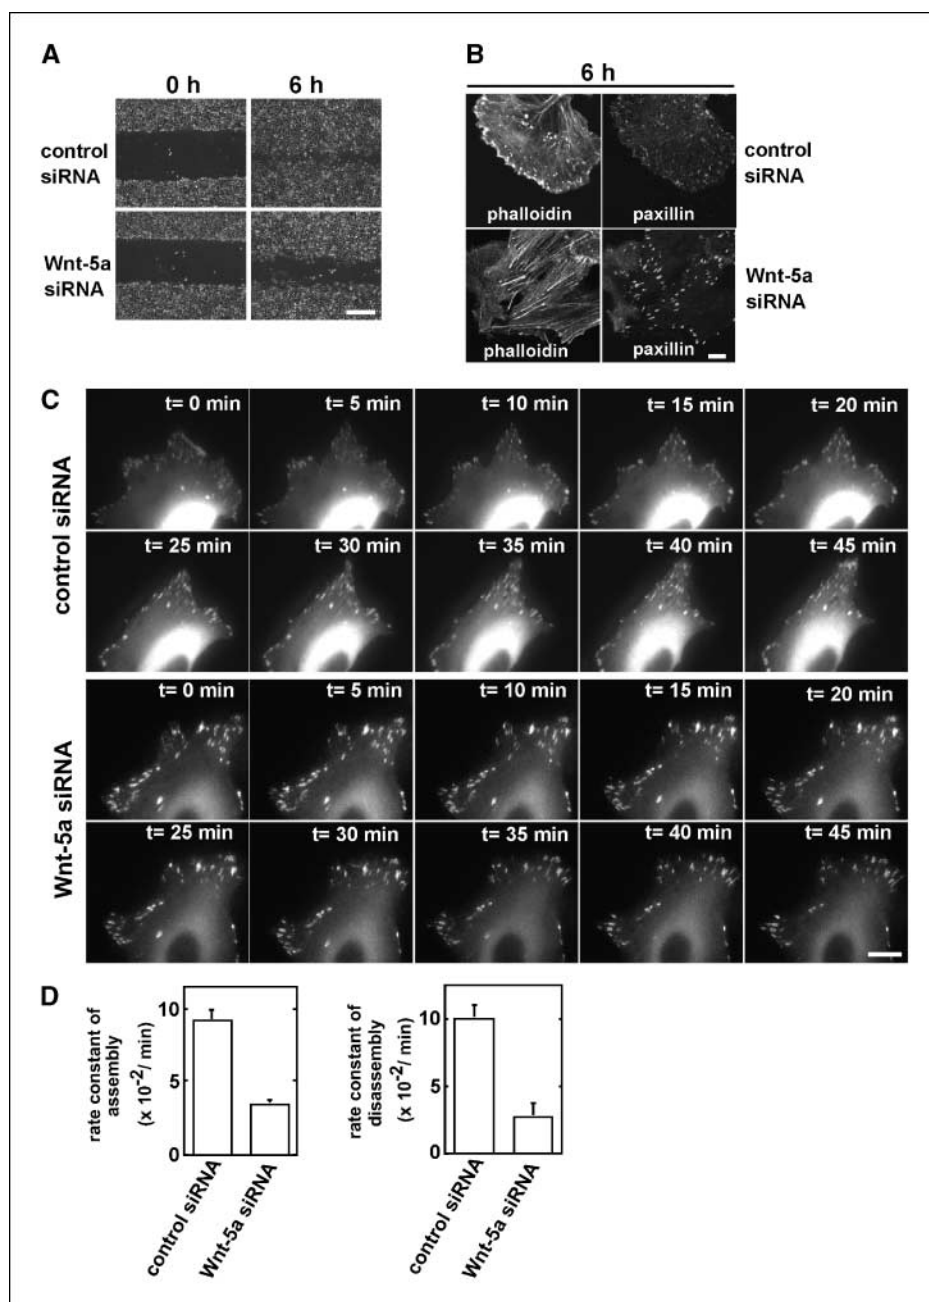 A
0 h 6 h
control
siRNA
Wnt-5a
siRNA
B
6 h
phalloidin paxillin
control
siRNA
phalloidin paxillin
Wnt-5a
siRNA
C
control siRNA
t= 0 min t= 5 min t= 10 min t= 15 min t= 20 min
t= 25 min t= 30 min t= 35 min t= 40 min t= 45 min
Wnt-5a siRNA
t= 0 min t= 5 min t= 10 min t= 15 min t= 20 min
t= 25 min t= 30 min t= 35 min t= 40 min t= 45 min
D
rate constant of
assembly
(x 10⁻²/ min)
10
5
0
control siRNA
Wnt-5a siRNA
rate constant of
disassembly
(x 10⁻²/ min)
10
5
0
control siRNA
Wnt-5a siRNA